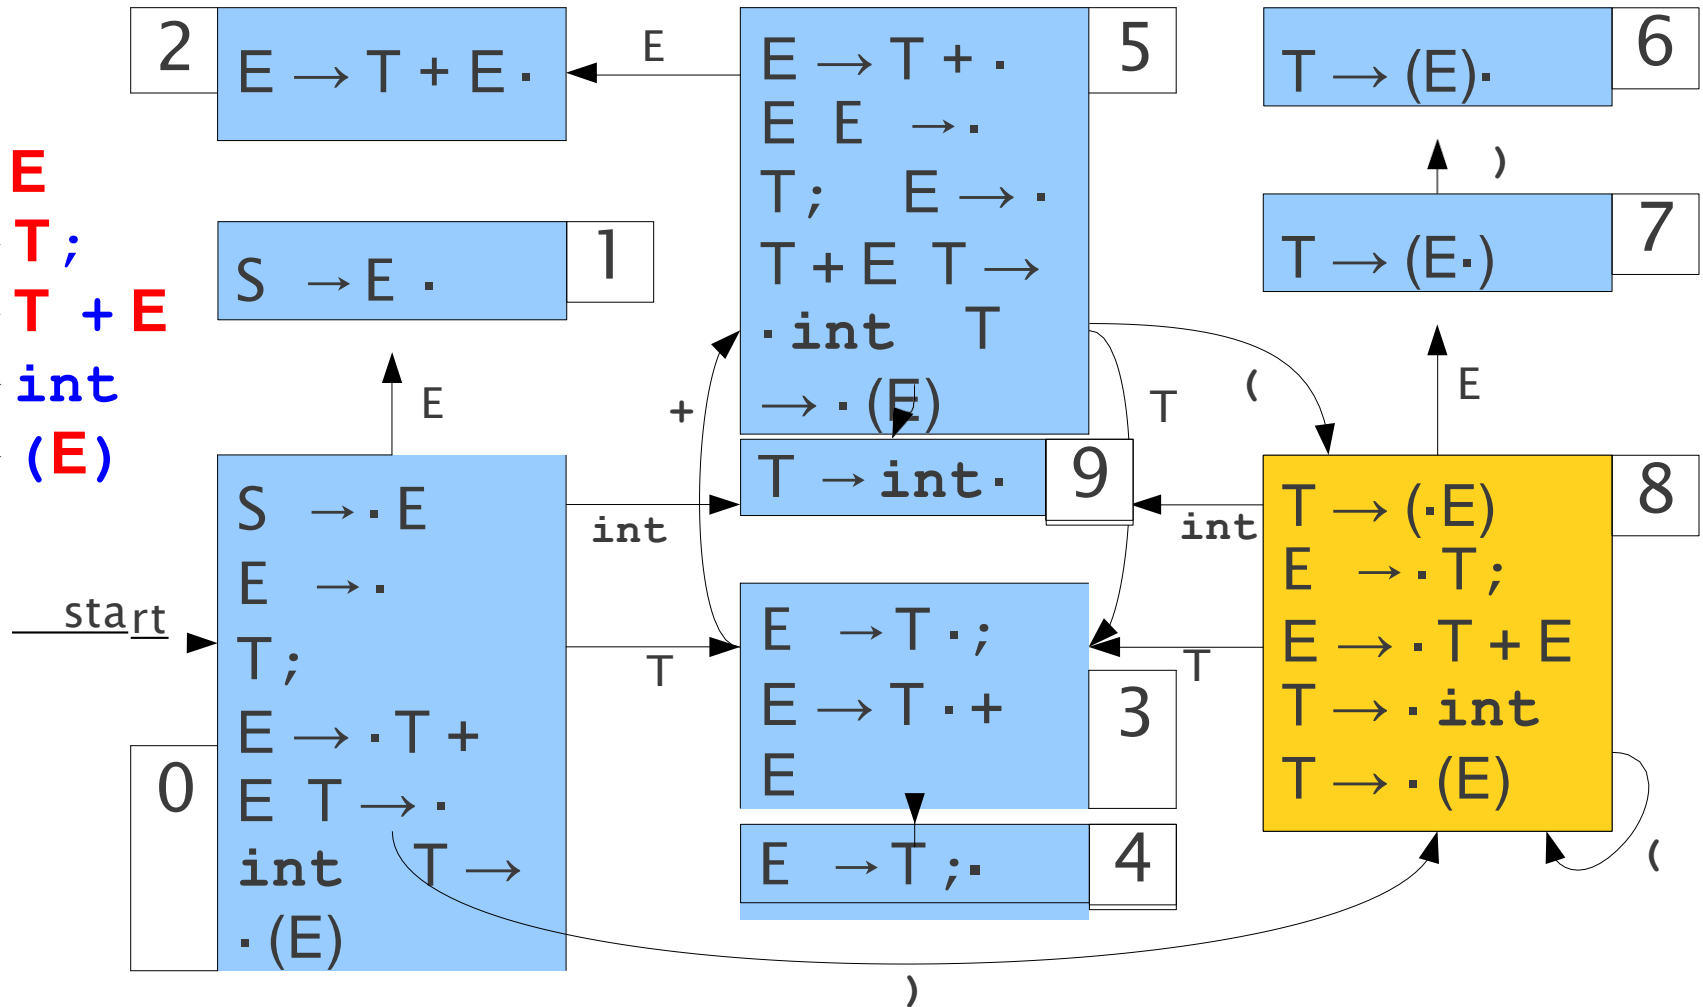 E
T ;
T + E
int
(E)
2
E → T + E ·
E
5
E → T + ·
E E → ·
T; E → ·
T + E T →
· int T
→ · (E)
6
T → (E)·
)
7
T → (E·)
1
S → E ·
E
+
T
(
E
T → int ·
9
0
S → · E
E → ·
T;
E → · T +
E T → ·
int T →
· (E)
start
int
T
E → T · ;
E → T · +
E
3
E → T ; ·
4
int
T
8
T → (·E)
E → · T ;
E → · T + E
T → · int
T → · (E)
(
)